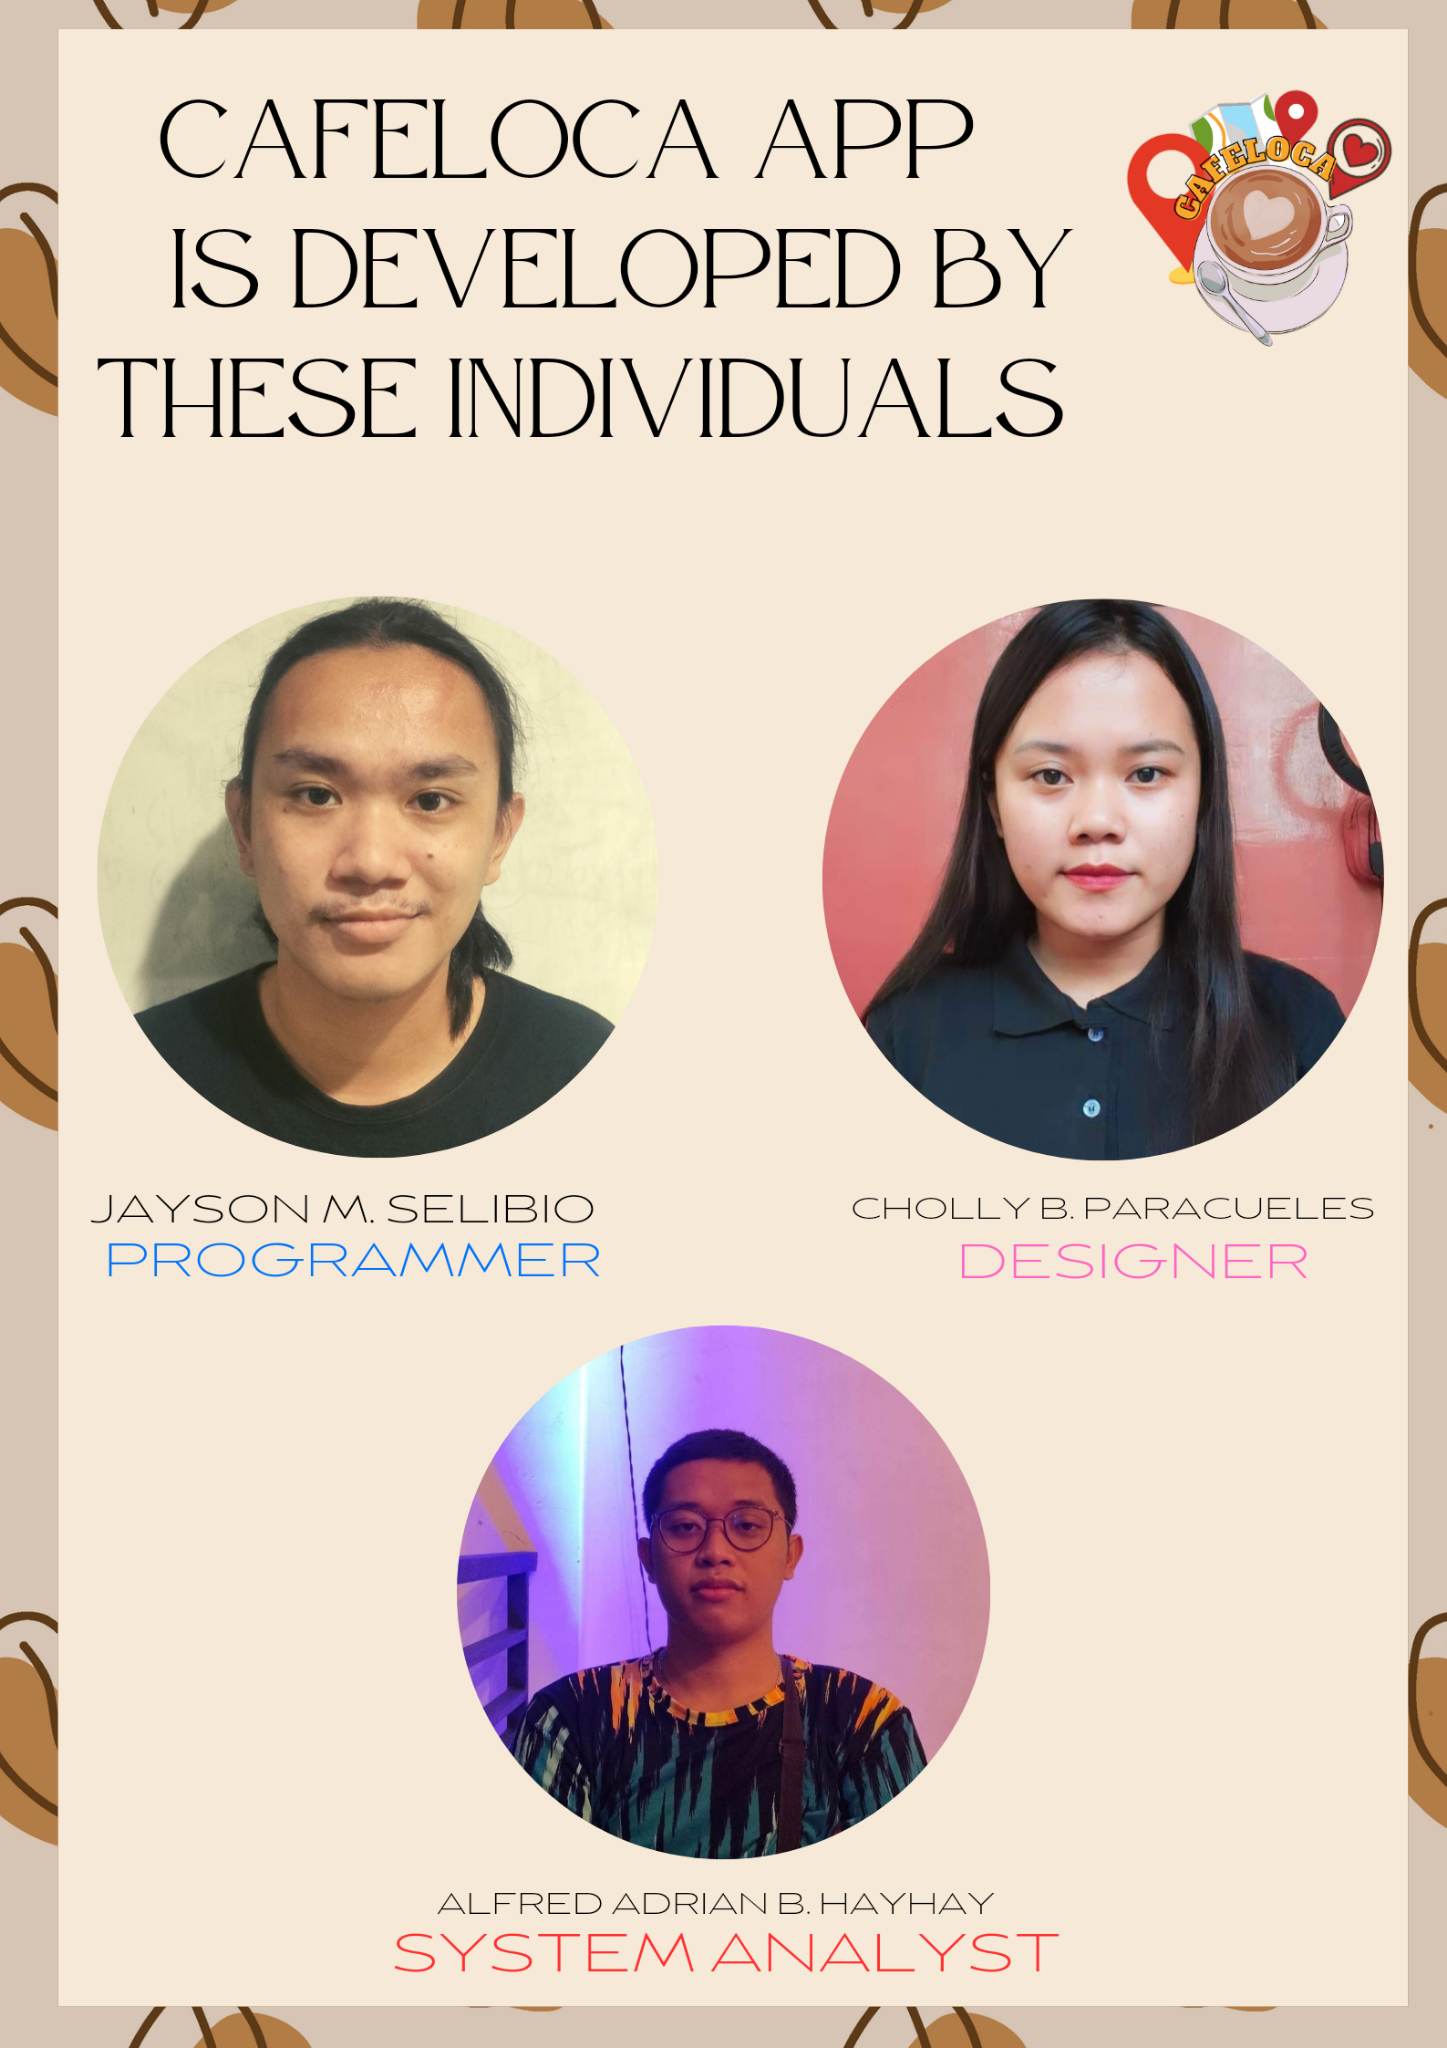 CAFELOCA APP
IS DEVELOPED BY
THESE INDIVIDUALS
CAFELOCA
JAYSON M. SELIBIO
PROGRAMMER
CHOLLY B. PARACUELES
DESIGNER
ALFRED ADRIAN B. HAYHAY
SYSTEM ANALYST